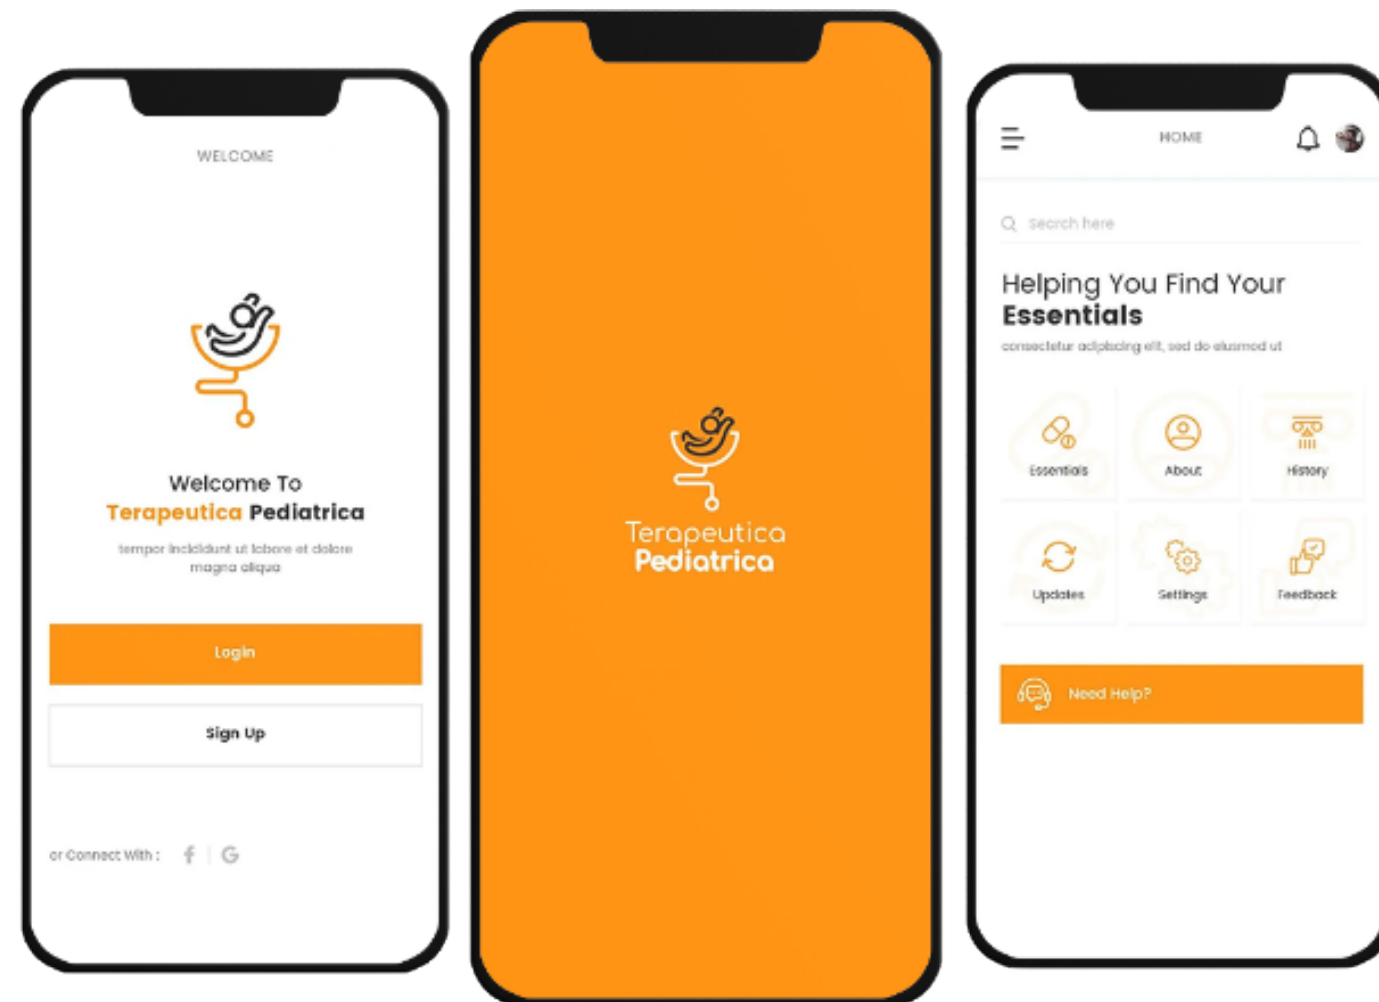 WELCOME
Welcome To
Terapeutica Pediatrica
tempor incididunt ut labore et dolore
magna aliqua
Login
Sign Up
or Connect With :
Terapeutica
Pediatrica
HOME
Search here
Helping You Find Your
Essentials
consectetur adipiscing elit, sed do eiusmod ut
Essentials
About
History
Updates
Settings
Feedback
Need Help?